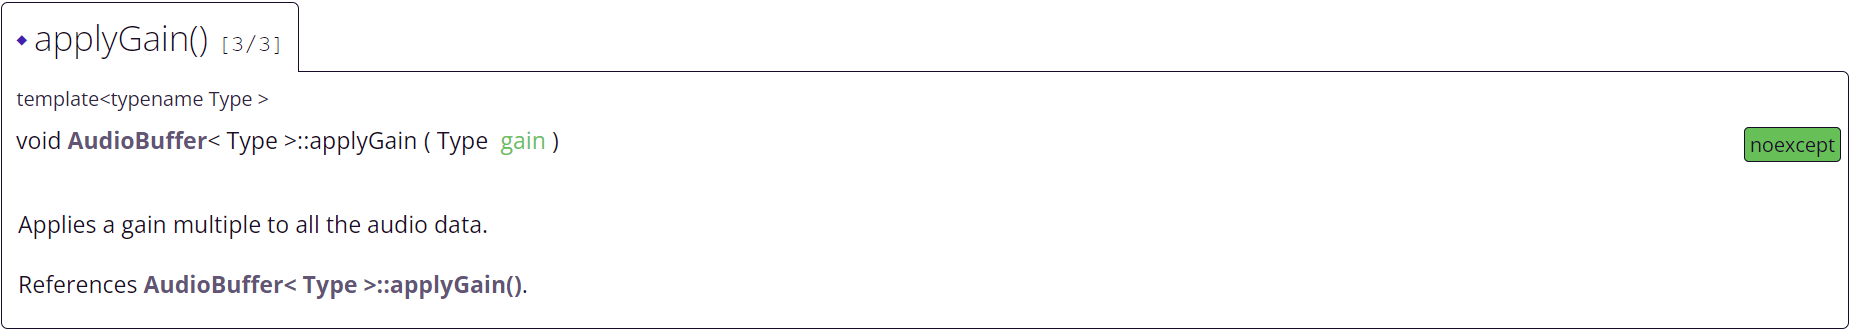 applyGain() [3/3]
template<typename Type >
void AudioBuffer< Type >::applyGain ( Type gain ) noexcept
Applies a gain multiple to all the audio data.
References AudioBuffer< Type >::applyGain().